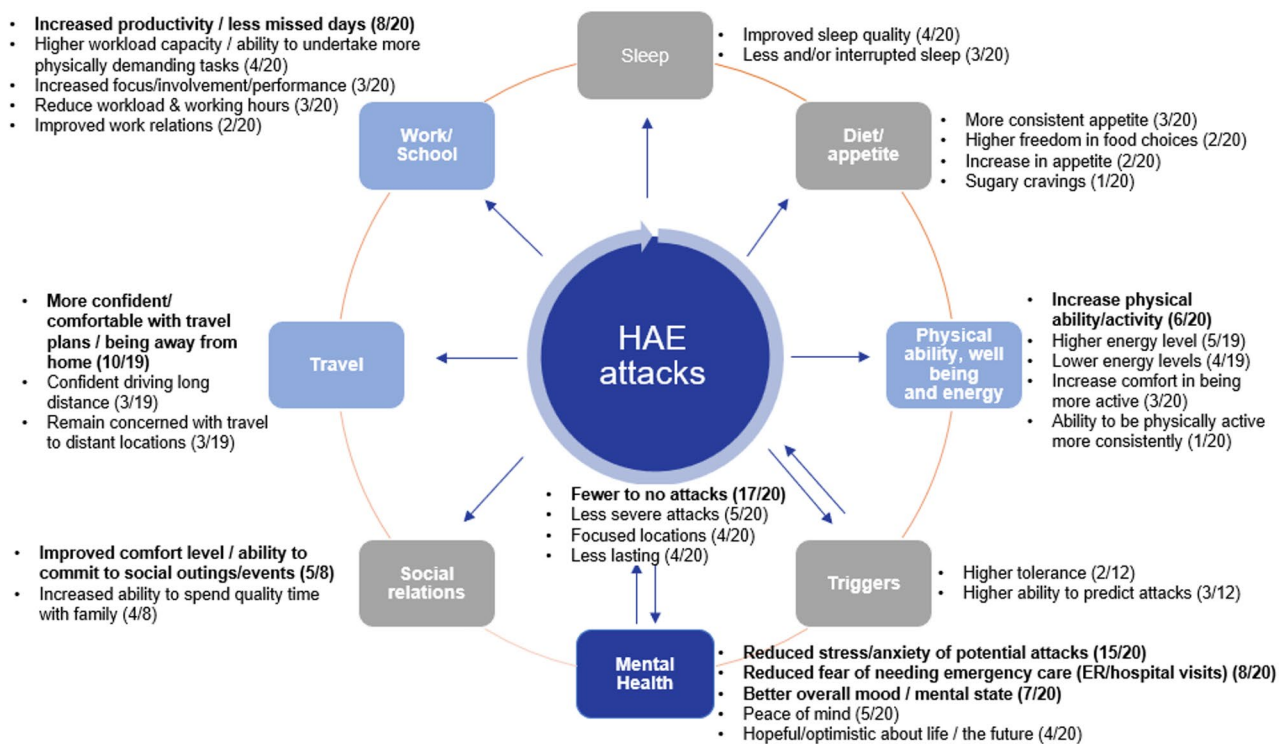 • Increased productivity / less missed days (8/20)
• Higher workload capacity / ability to undertake more
physically demanding tasks (4/20)
• Increased focus/involvement/performance (3/20)
• Reduce workload & working hours (3/20)
• Improved work relations (2/20)
Work/
School
Sleep
• Improved sleep quality (4/20)
• Less and/or interrupted sleep (3/20)
Diet/
appetite
• More consistent appetite (3/20)
• Higher freedom in food choices (2/20)
• Increase in appetite (2/20)
• Sugary cravings (1/20)
• More confident/
comfortable with travel
plans / being away from
home (10/19)
• Confident driving long
distance (3/19)
• Remain concerned with travel
to distant locations (3/19)
Travel
HAE
attacks
• Fewer to no attacks (17/20)
• Less severe attacks (5/20)
• Focused locations (4/20)
• Less lasting (4/20)
Physical
ability, well
being
and energy
• Increase physical
ability/activity (6/20)
• Higher energy level (5/19)
• Lower energy levels (4/19)
• Increase comfort in being
more active (3/20)
• Ability to be physically active
more consistently (1/20)
• Improved comfort level / ability to
commit to social outings/events
(5/8)
• Increased ability to spend quality time
with family (4/8)
Social
relations
Triggers
• Higher tolerance (2/12)
• Higher ability to predict attacks (3/12)
Mental
Health
• Reduced stress/anxiety of potential attacks (15/20)
• Reduced fear of needing emergency care (ER/hospital visits) (8/20)
• Better overall mood / mental state (7/20)
• Peace of mind (5/20)
• Hopeful/optimistic about life / the future (4/20)